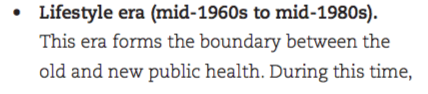 • Lifestyle era (mid-1960s to mid-1980s).
This era forms the boundary between the
old and new public health. During this time,